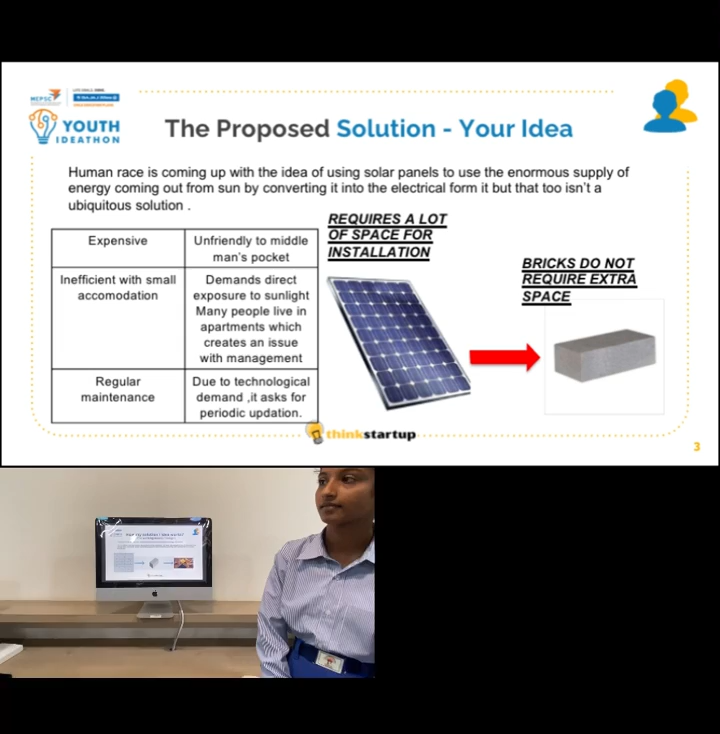 MEPSC
YOUTH
IDEATHON
The Proposed Solution - Your Idea
Human race is coming up with the idea of using solar panels to use the enormous supply of
energy coming out from sun by converting it into the electrical form it but that too isn't a
ubiquitous solution .
Expensive
Unfriendly to middle
man's pocket
Inefficient with small
accomodation
Demands direct
exposure to sunlight
Many people live in
apartments which
creates an issue
with management
Regular
maintenance
Due to technological
demand ,it asks for
periodic updation.
REQUIRES A LOT
OF SPACE FOR
INSTALLATION
BRICKS DO NOT
REQUIRE EXTRA
SPACE
thinkstartup
3